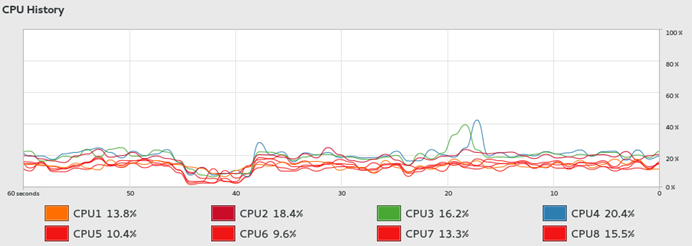 CPU History
100 %
80 %
60 %
40 %
20 %
0 %
60 seconds 50 40 30 20 10 0
CPU1 13.8% CPU2 18.4% CPU3 16.2% CPU4 20.4%
CPU5 10.4% CPU6 9.6% CPU7 13.3% CPU8 15.5%